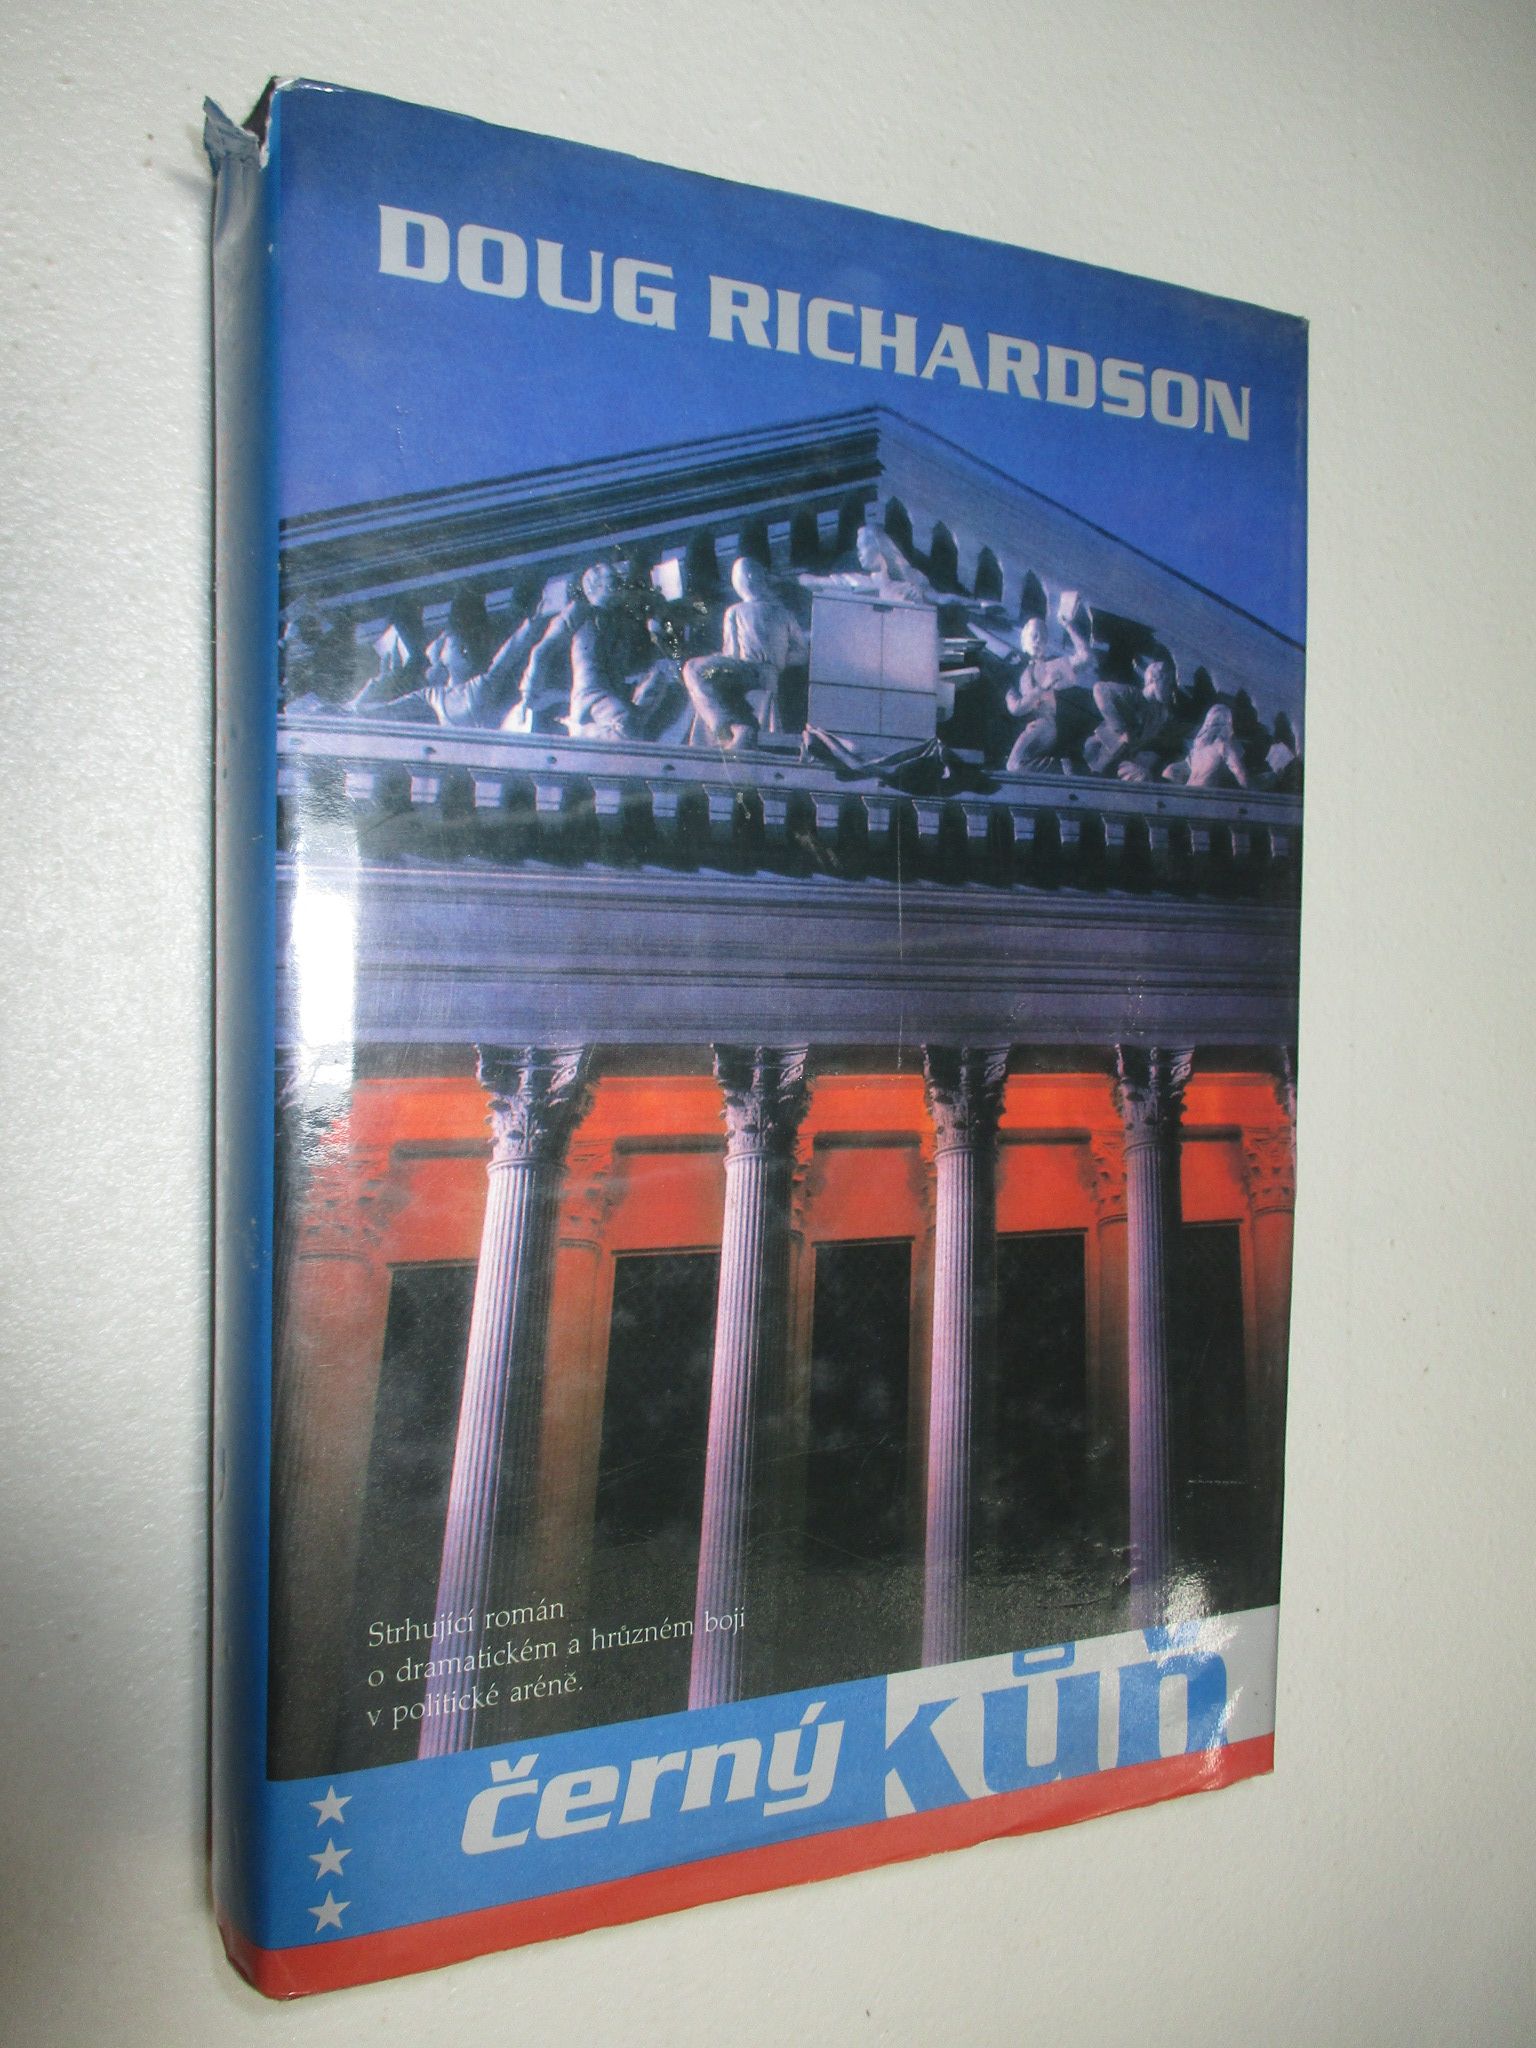 DOUG RICHARDSON
Strhující román
o dramatickém a hrůzném boji
v politické aréně.
černý kůň